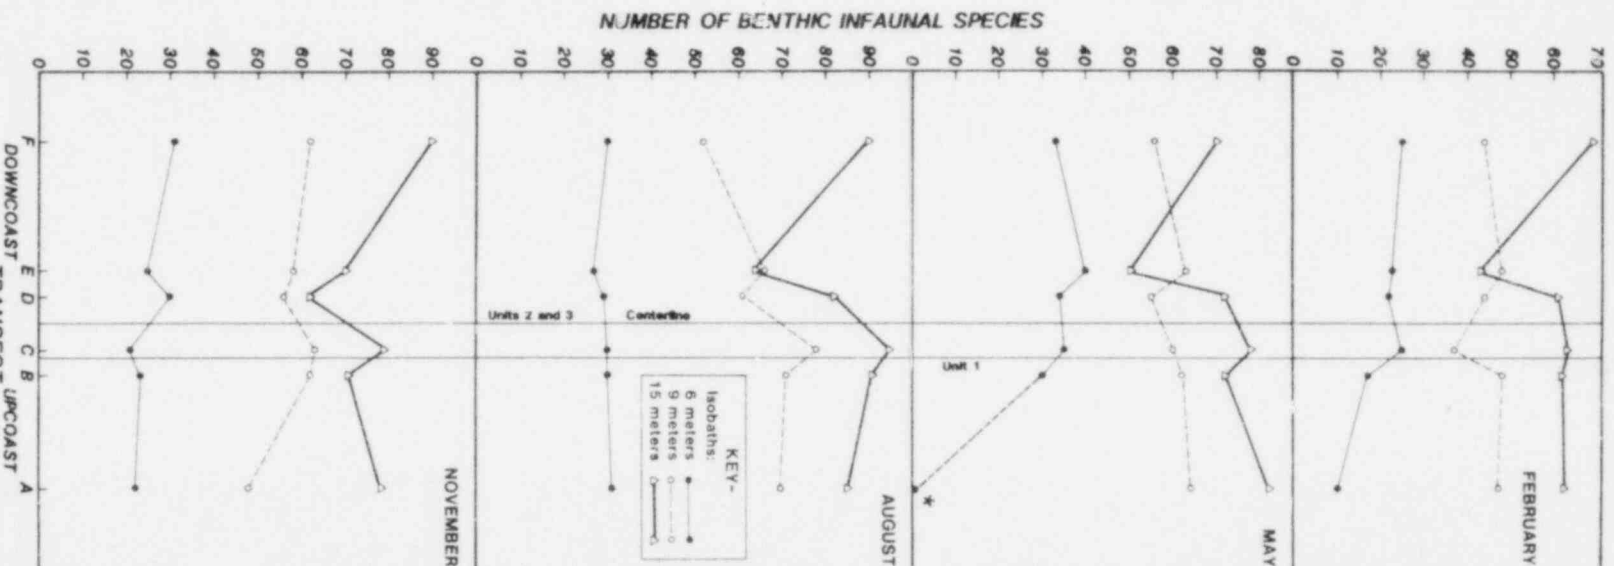 NUMBER OF BENTHIC INFAUNAL SPECIES
0 10 20 30 40 50 60 70
FEBRUARY
0 10 20 30 40 50 60 70 80
MAY
Unit 1
*
0 10 20 30 40 50 60 70 80 90
AUGUST
Units 2 and 3 Centerline
KEY-
Isobaths:
6 meters
9 meters
15 meters
0 10 20 30 40 50 60 70 80 90
NOVEMBER
F E D C B A
DOWNCOAST UPCOAST